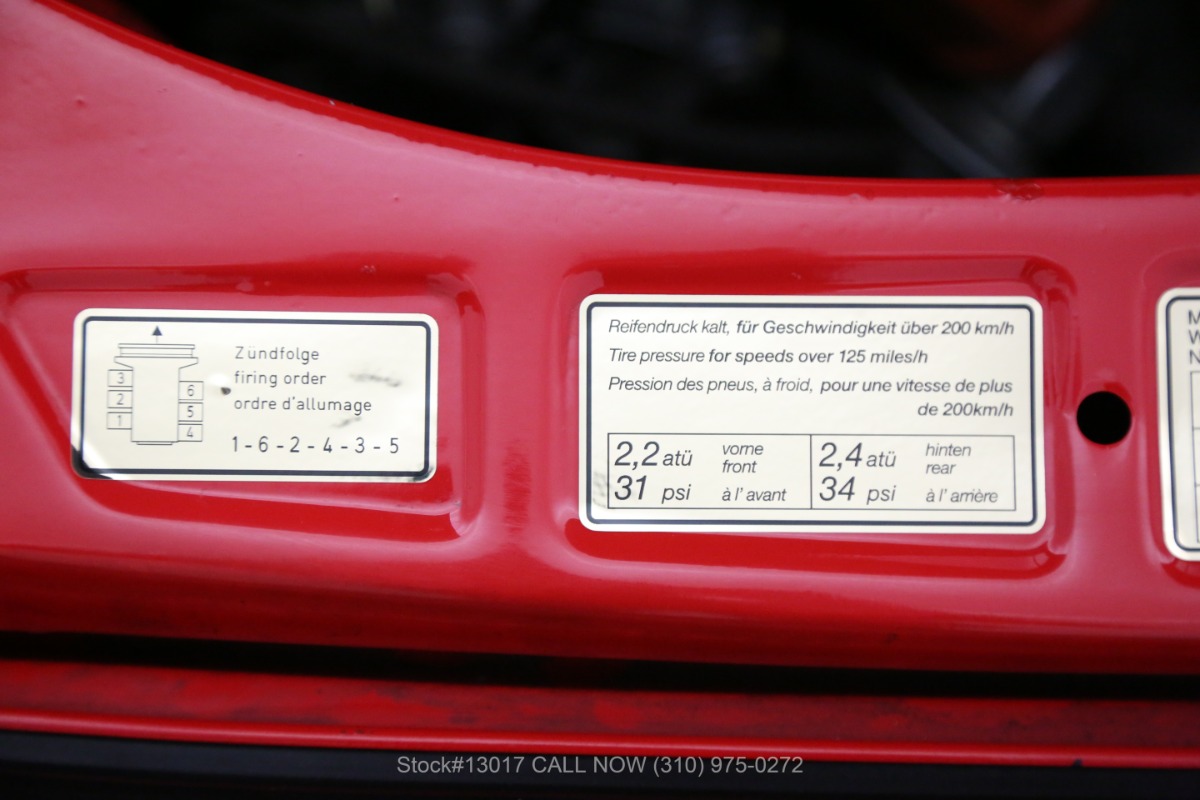 3
2
1
6
5
4
Zündfolge
firing order
ordre d'allumage
1-6-2-4-3-5
Reifendruck kalt, für Geschwindigkeit über 200 km/h
Tire pressure for speeds over 125 miles/h
Pression des pneus, à froid, pour une vitesse de plus
de 200km/h
2,2 atü vorne
front
31 psi à l'avant
2,4 atü hinten
rear
34 psi à l'arrière
M
W
N
Stock#13017 CALL NOW (310) 975-0272